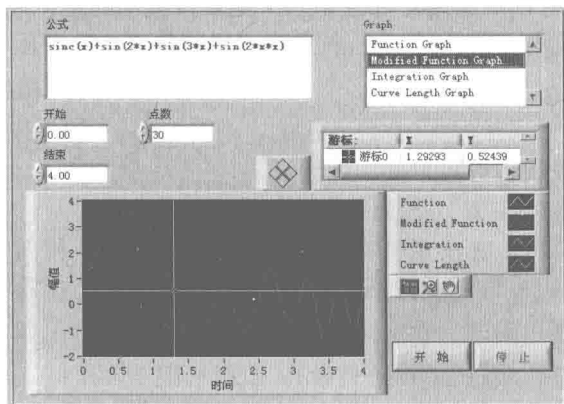 公式
sinc(x)+sin(2*x)+sin(3*x)+sin(2*x*x)
Graph
Function Graph
Modified Function Graph
Integration Graph
Curve Length Graph
开始
0.00
点数
30
结束
4.00
游标: X Y
游标0 1.29293 0.52439
Function
Modified Function
Integration
Curve Length
幅值
4
3
2
1
0
-1
-2
0 0.5 1 1.5 2 2.5 3 3.5 4
时间
开始
停止